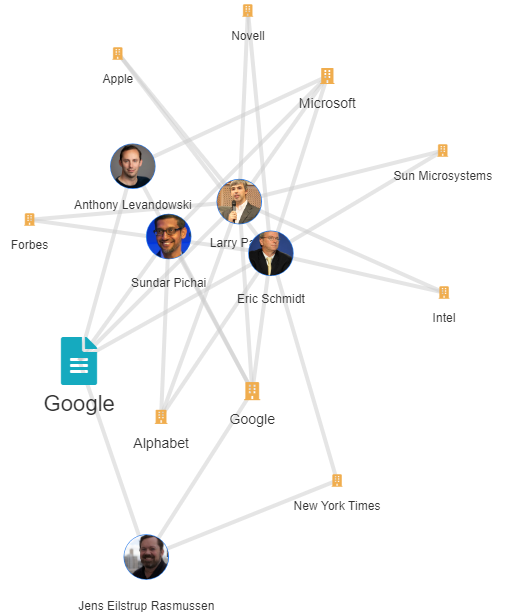 Novell
Apple
Microsoft
Sun Microsystems
Anthony Levandowski
Larry Pa
Forbes
Sundar Pichai
Eric Schmidt
Intel
Google
Google
Alphabet
New York Times
Jens Eilstrup Rasmussen